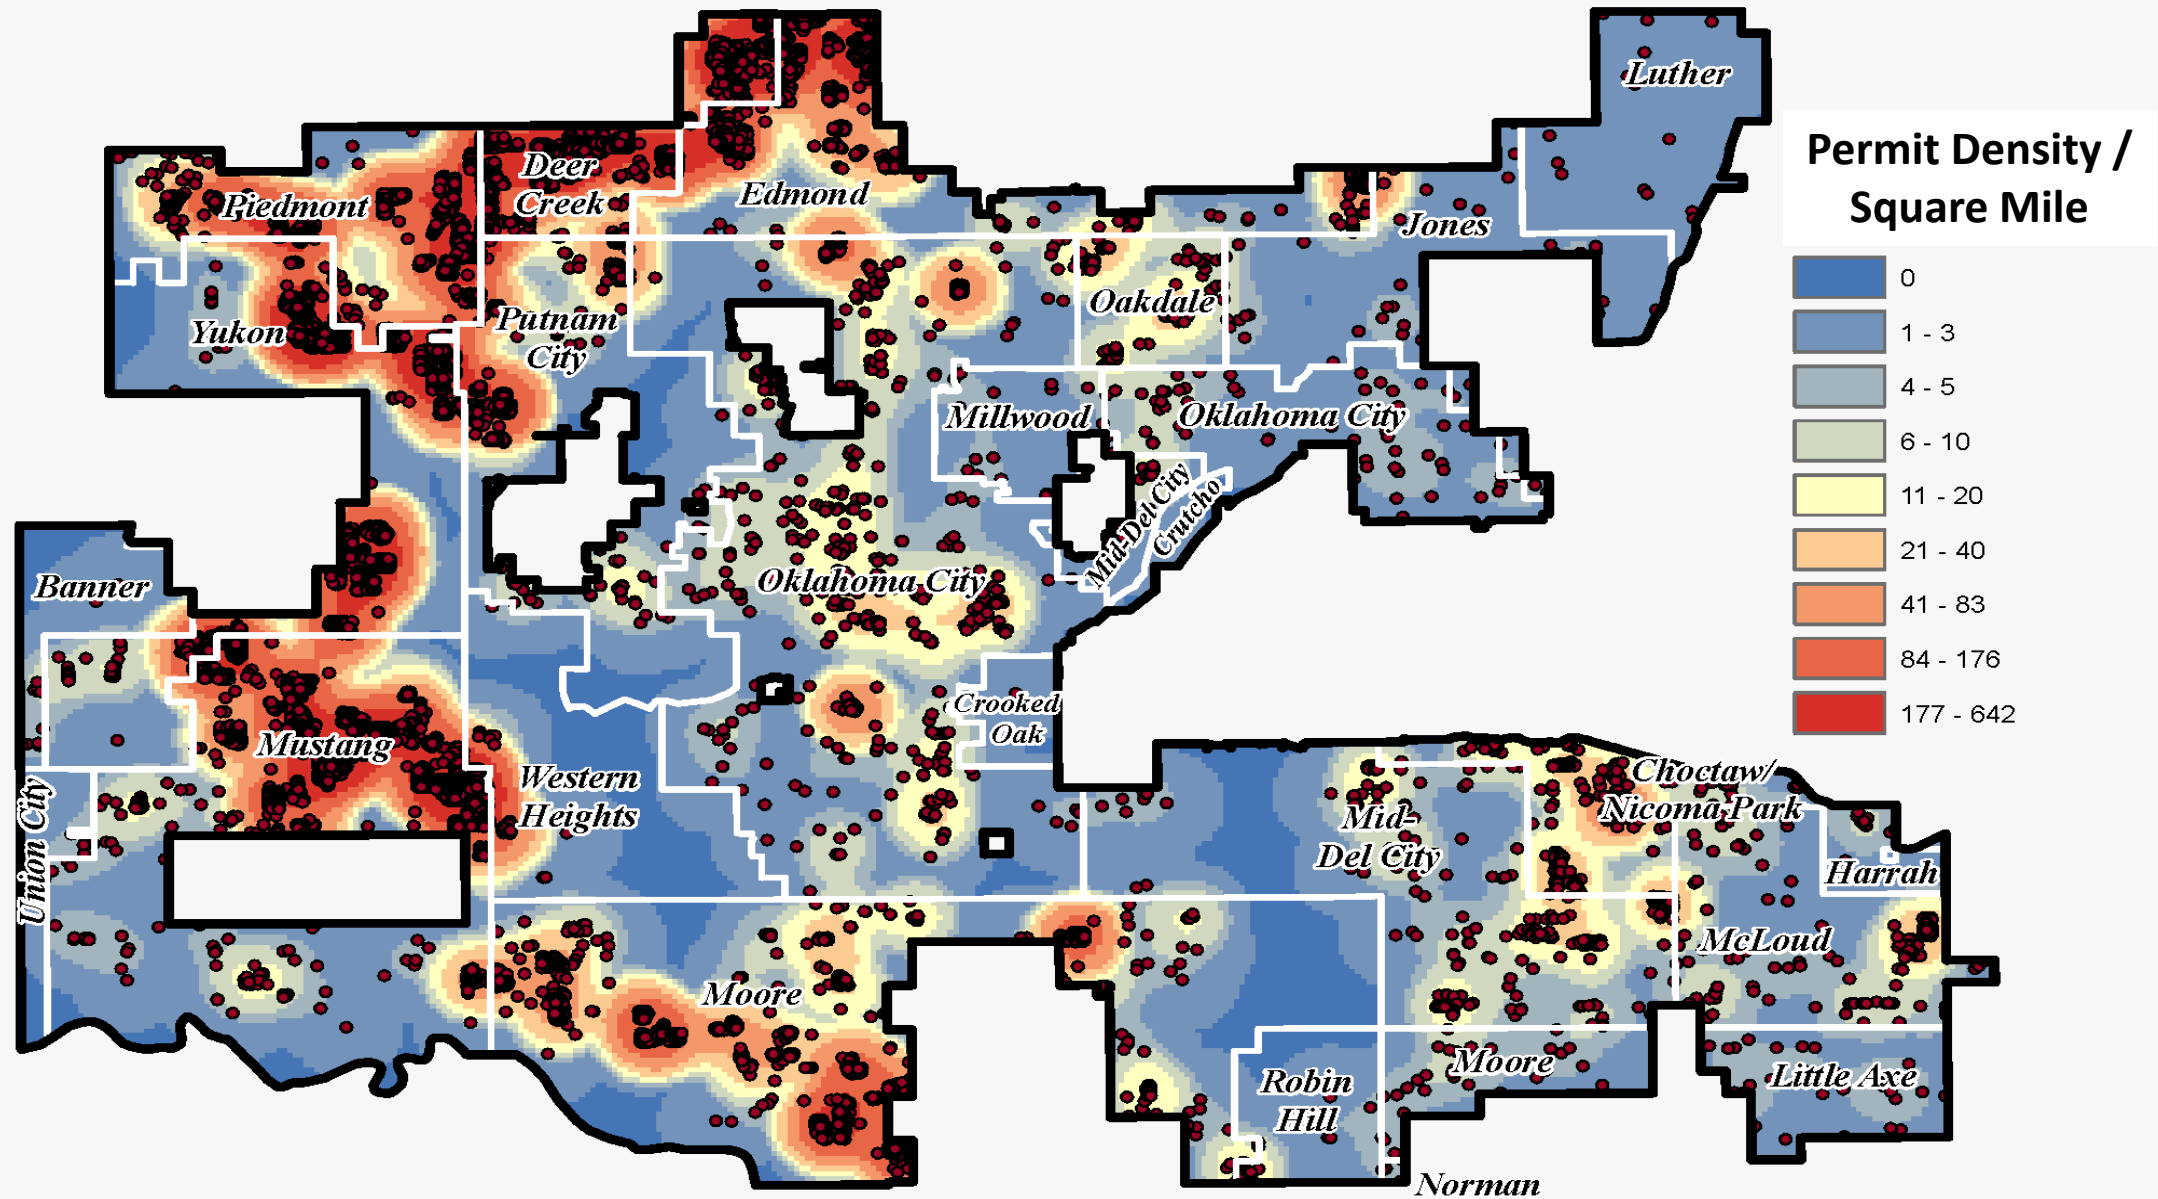 Luther
Permit Density /
Square Mile
Deer
Creek
Piedmont
Edmond
Jones
0
1 - 3
4 - 5
6 - 10
11 - 20
21 - 40
41 - 83
84 - 176
177 - 642
Yukon
Putnam
City
Oakdale
Millwood
Oklahoma City
Mid-Del City
Crutcho
Banner
Oklahoma City
Mustang
Crooked
Oak
Western
Heights
Union City
Choctaw/
Nicoma Park
Mid-
Del City
Harrah
McLoud
Moore
Moore
Robin
Hill
Little Axe
Norman